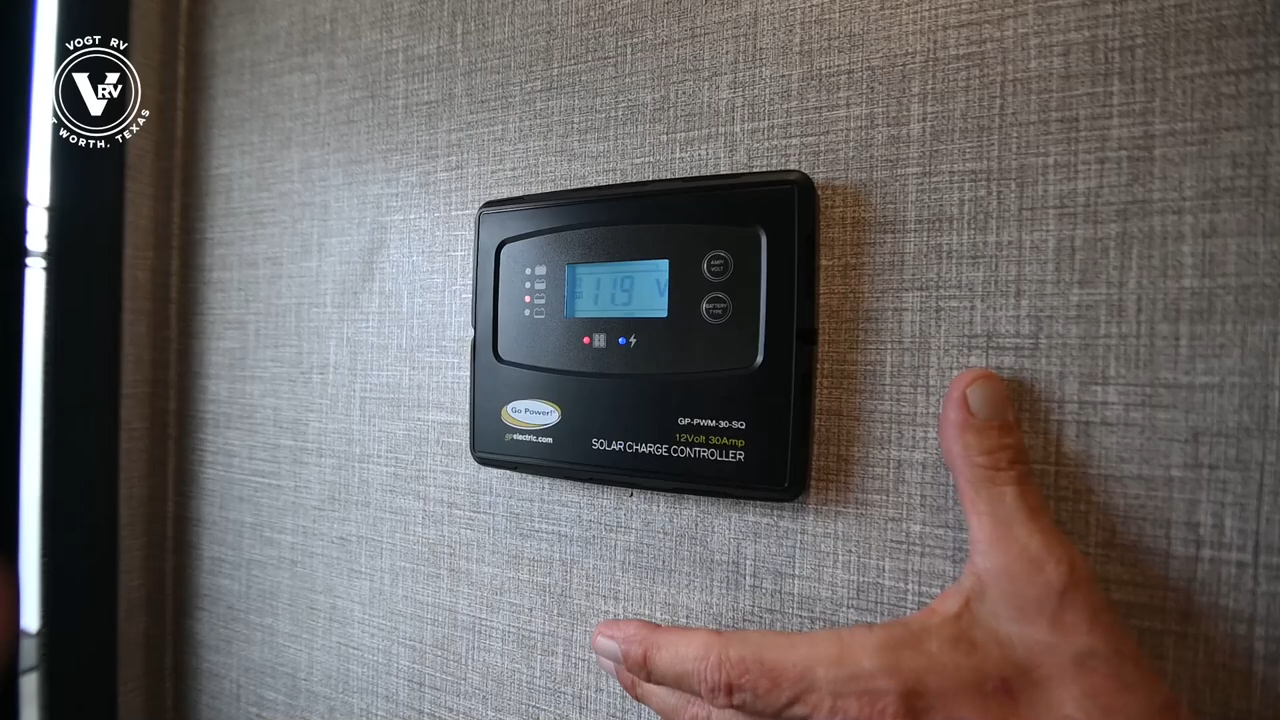 VOGT RV
VRV
T WORTH, TEXAS
11.9 V
AMP/
VOLT
BATTERY
TYPE
Go Power!
gpelectric.com
GP-PWM-30-SQ
12Volt 30Amp
SOLAR CHARGE CONTROLLER